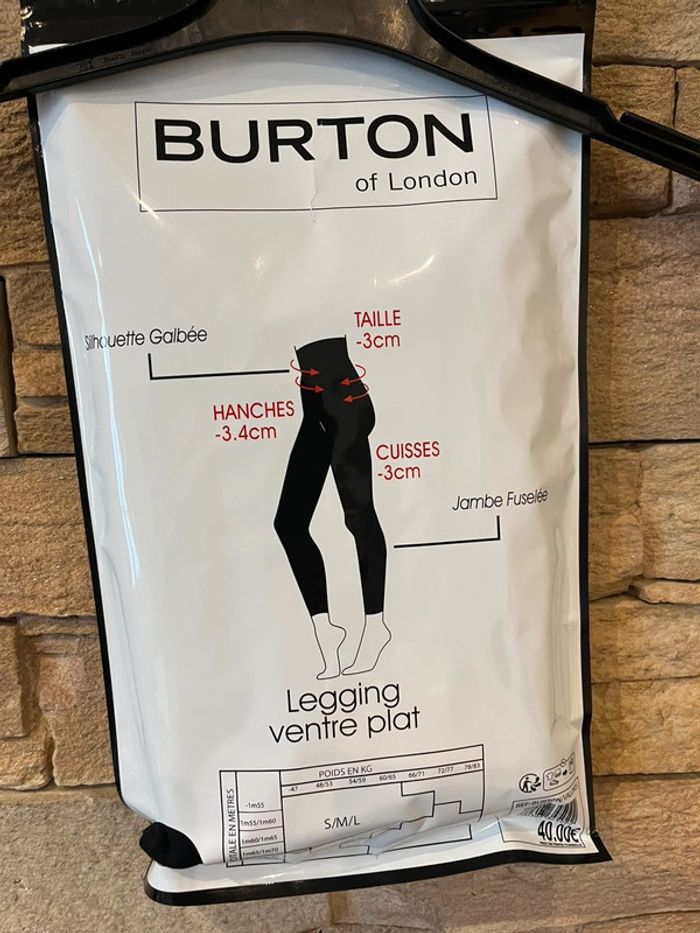 BURTON
of London
Silhouette Galbée
TAILLE
-3cm
HANCHES
-3.4cm
CUISSES
-3cm
Jambe Fuselée
Legging
ventre plat
POIDS EN KG
-47 48/53 54/59 60/65 66/71 72/77 78/83
EN METRES
-1m55
1m55/1m60
1m60/1m65
1m65/1m70
S/M/L
40.00€